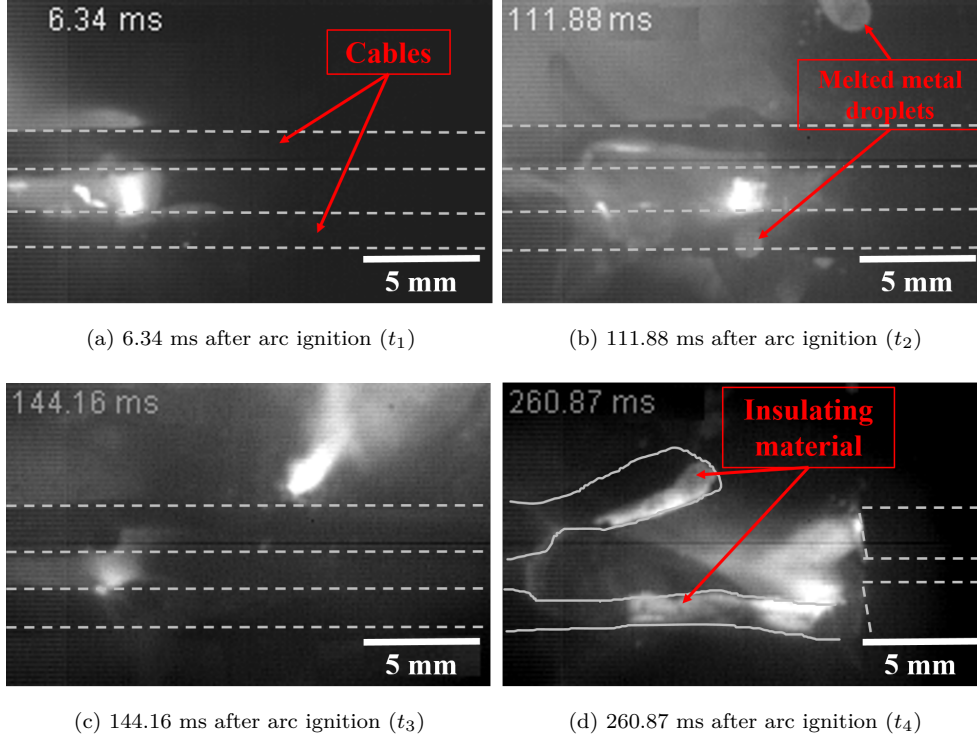 6.34 ms
Cables
5 mm
(a) 6.34 ms after arc ignition (t₁)
111.88 ms
Melted metal
droplets
5 mm
(b) 111.88 ms after arc ignition (t₂)
144.16 ms
5 mm
(c) 144.16 ms after arc ignition (t₃)
260.87 ms
Insulating
material
5 mm
(d) 260.87 ms after arc ignition (t₄)